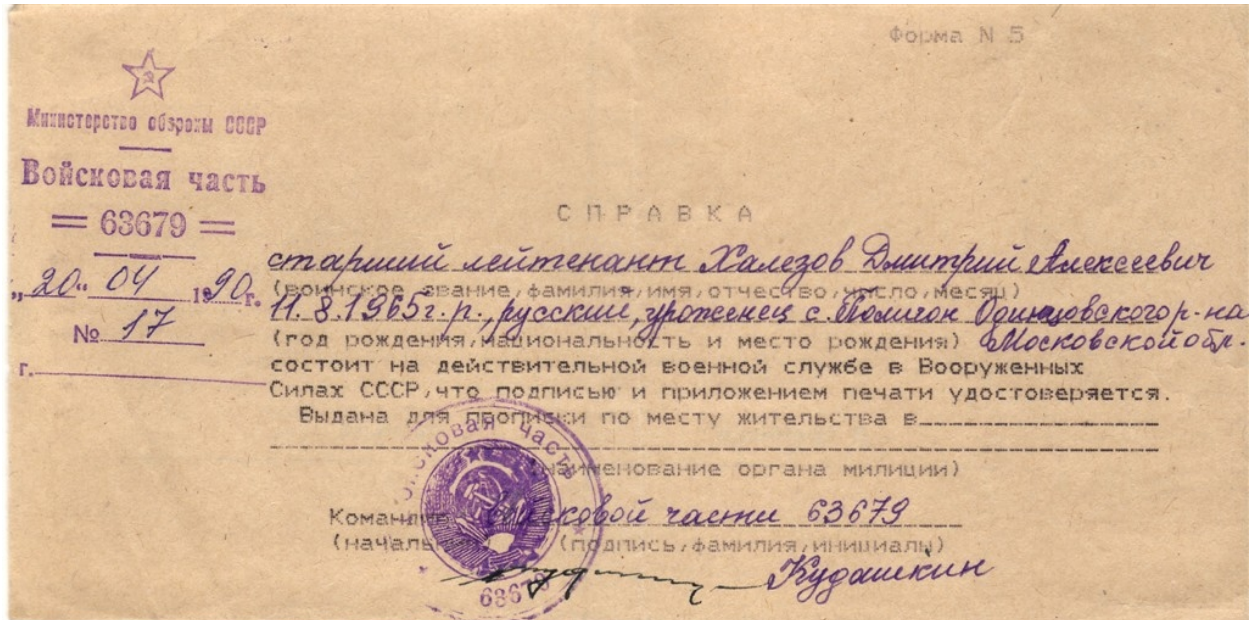 Форма N 5
Министерство обороны СССР
Войсковая часть
= 63679 =
"20" 04 1990г.
№ 17
г.
СПРАВКА
старший лейтенант Халезов Дмитрий Алексеевич
(воинское звание,фамилия,имя,отчество,число,месяц)
11.8.1965г.р., русский, уроженец с. Полигон Одинцовского р-на
(год рождения,национальность и место рождения) Московской обл.
состоит на действительной военной службе в Вооруженных
Силах СССР,что подписью и приложением печати удостоверяется.
Выдана для прописки по месту жительства в
(наименование органа милиции)
Командир войсковой части 63679
(начальник) (подпись,фамилия,инициалы)
Кудашкин
Войсковая часть
63679